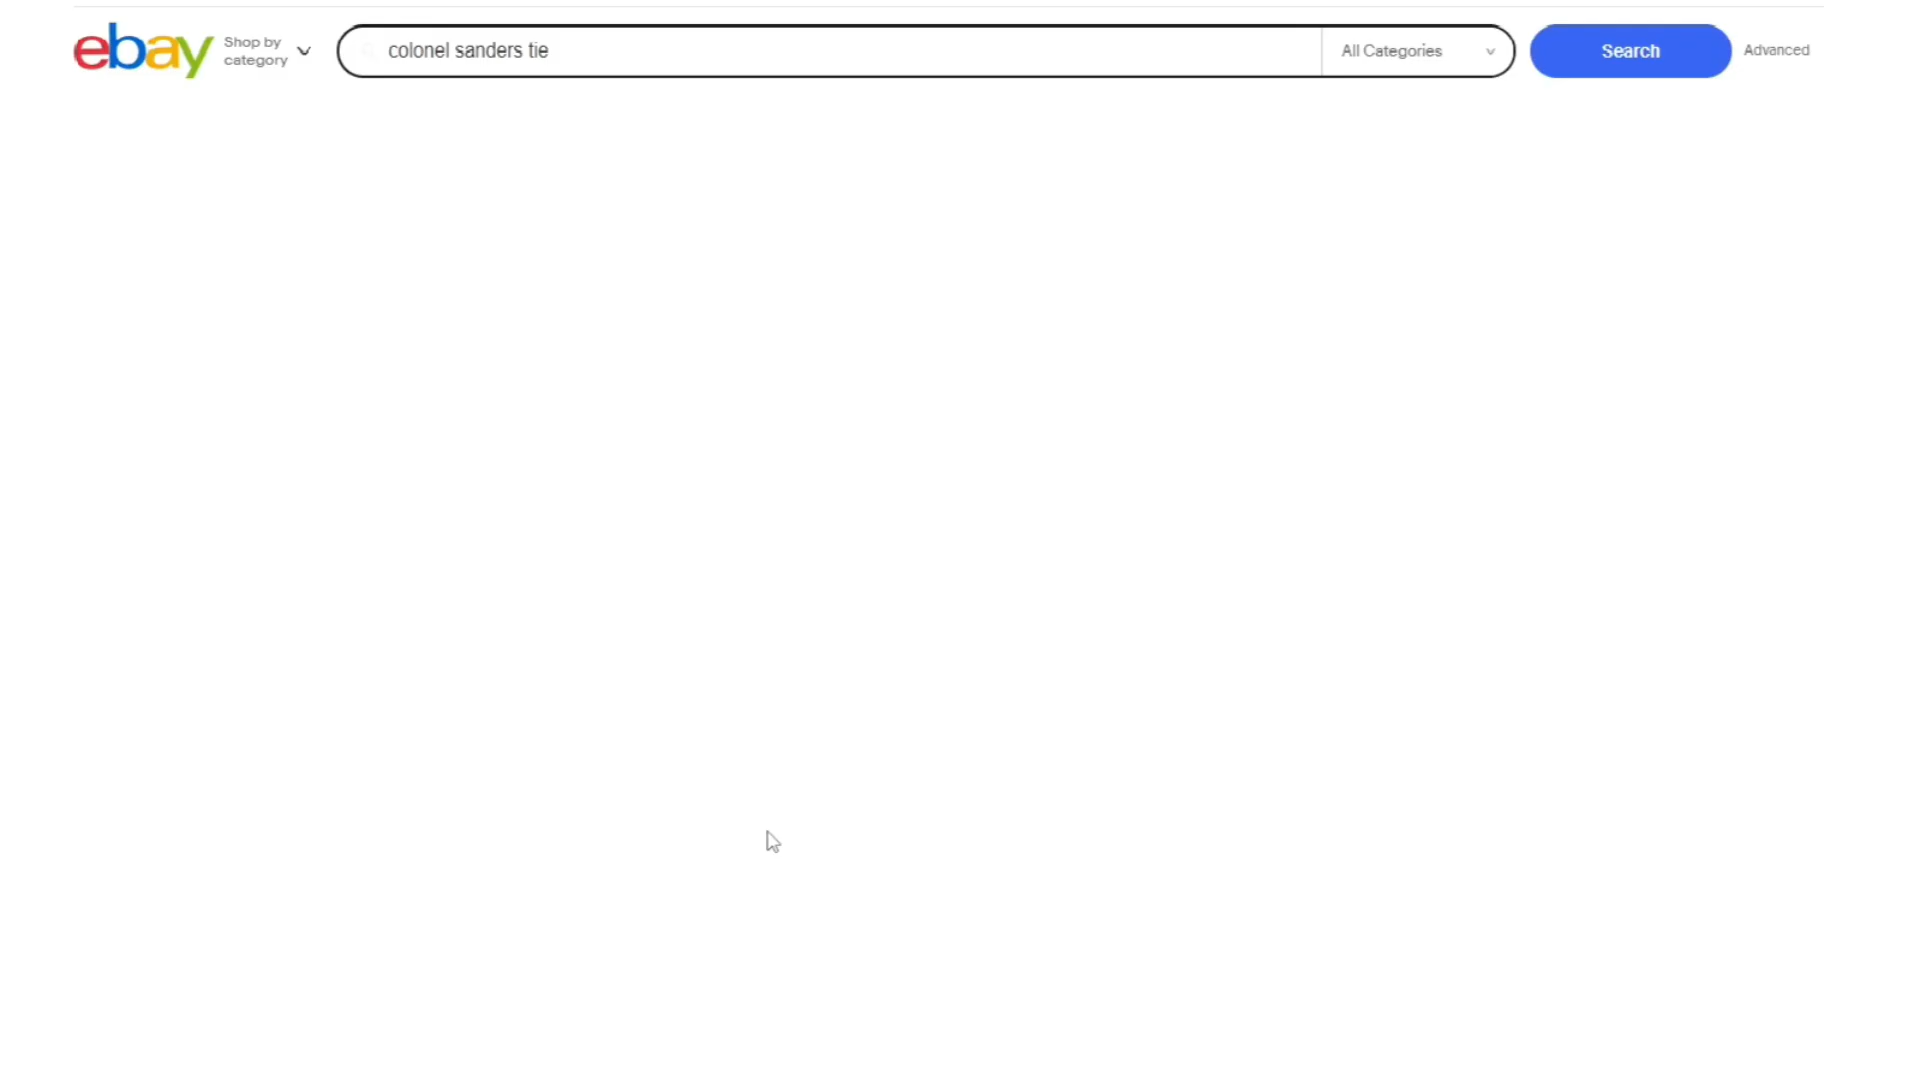 ebay
Shop by
category
colonel sanders tie
All Categories
Search
Advanced